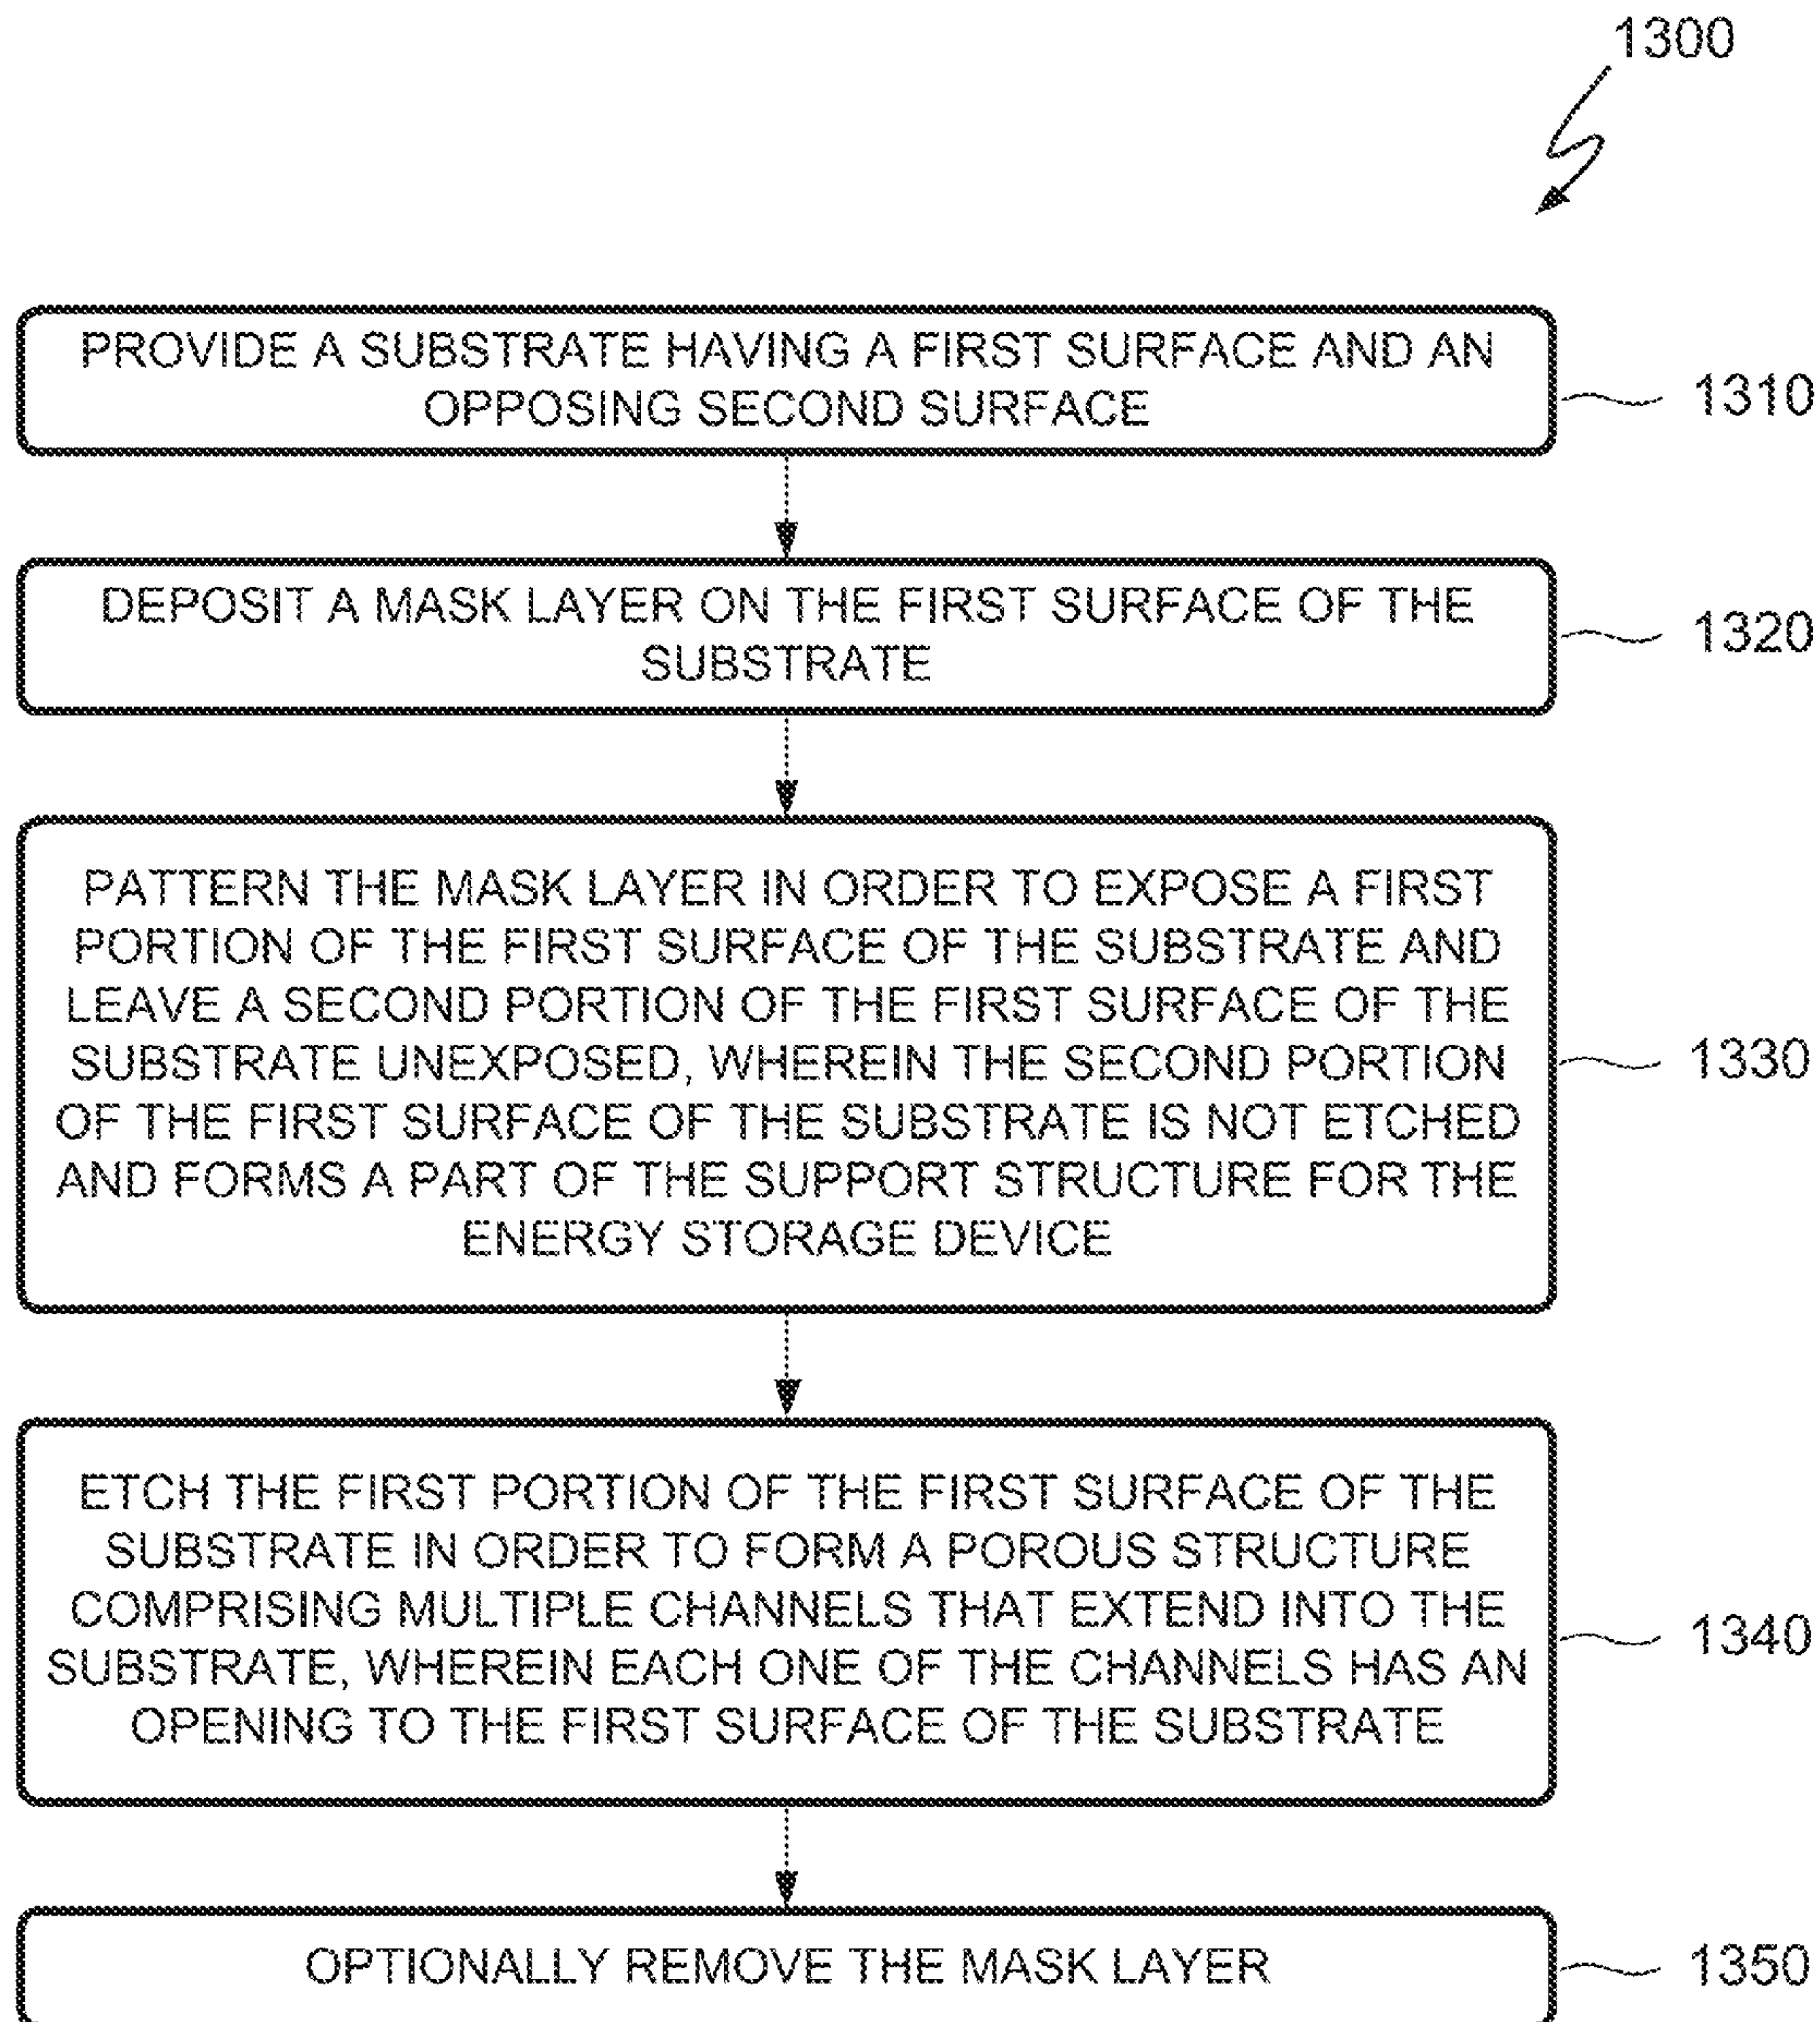 1300
PROVIDE A SUBSTRATE HAVING A FIRST SURFACE AND AN
OPPOSING SECOND SURFACE
1310
DEPOSIT A MASK LAYER ON THE FIRST SURFACE OF THE
SUBSTRATE
1320
PATTERN THE MASK LAYER IN ORDER TO EXPOSE A FIRST
PORTION OF THE FIRST SURFACE OF THE SUBSTRATE AND
LEAVE A SECOND PORTION OF THE FIRST SURFACE OF THE
SUBSTRATE UNEXPOSED, WHEREIN THE SECOND PORTION
OF THE FIRST SURFACE OF THE SUBSTRATE IS NOT ETCHED
AND FORMS A PART OF THE SUPPORT STRUCTURE FOR THE
ENERGY STORAGE DEVICE
1330
ETCH THE FIRST PORTION OF THE FIRST SURFACE OF THE
SUBSTRATE IN ORDER TO FORM A POROUS STRUCTURE
COMPRISING MULTIPLE CHANNELS THAT EXTEND INTO THE
SUBSTRATE, WHEREIN EACH ONE OF THE CHANNELS HAS AN
OPENING TO THE FIRST SURFACE OF THE SUBSTRATE
1340
OPTIONALLY REMOVE THE MASK LAYER
1350